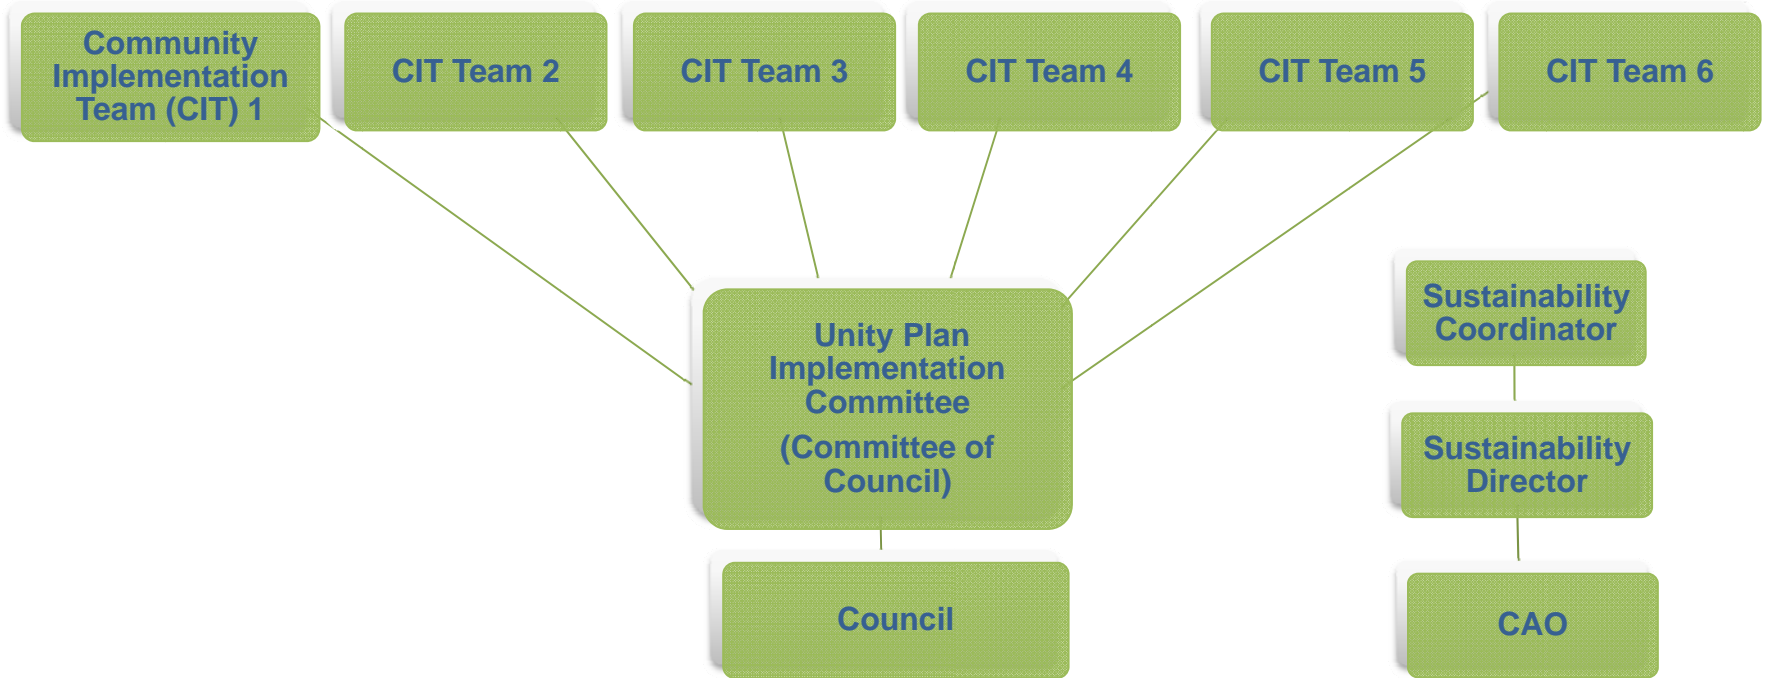 Community
Implementation
Team (CIT) 1
CIT Team 2
CIT Team 3
CIT Team 4
CIT Team 5
CIT Team 6
Unity Plan
Implementation
Committee
(Committee of
Council)
Council
Sustainability
Coordinator
Sustainability
Director
CAO